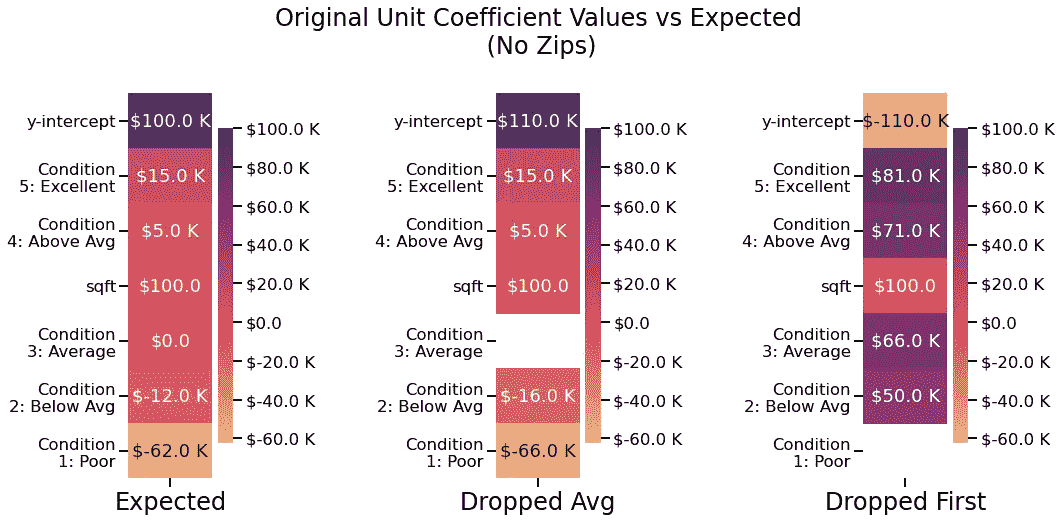 Original Unit Coefficient Values vs Expected
(No Zips)
y-intercept
Condition
5: Excellent
Condition
4: Above Avg
sqft
Condition
3: Average
Condition
2: Below Avg
Condition
1: Poor
$100.0 K
$15.0 K
$5.0 K
$100.0
$0.0
$-12.0 K
$-62.0 K
$100.0 K
$80.0 K
$60.0 K
$40.0 K
$20.0 K
$0.0
$-20.0 K
$-40.0 K
$-60.0 K
Expected
y-intercept
Condition
5: Excellent
Condition
4: Above Avg
sqft
Condition
3: Average
Condition
2: Below Avg
Condition
1: Poor
$110.0 K
$15.0 K
$5.0 K
$100.0
$-16.0 K
$-66.0 K
$100.0 K
$80.0 K
$60.0 K
$40.0 K
$20.0 K
$0.0
$-20.0 K
$-40.0 K
$-60.0 K
Dropped Avg
y-intercept
Condition
5: Excellent
Condition
4: Above Avg
sqft
Condition
3: Average
Condition
2: Below Avg
Condition
1: Poor
$-110.0 K
$81.0 K
$71.0 K
$100.0
$66.0 K
$50.0 K
$100.0 K
$80.0 K
$60.0 K
$40.0 K
$20.0 K
$0.0
$-20.0 K
$-40.0 K
$-60.0 K
Dropped First